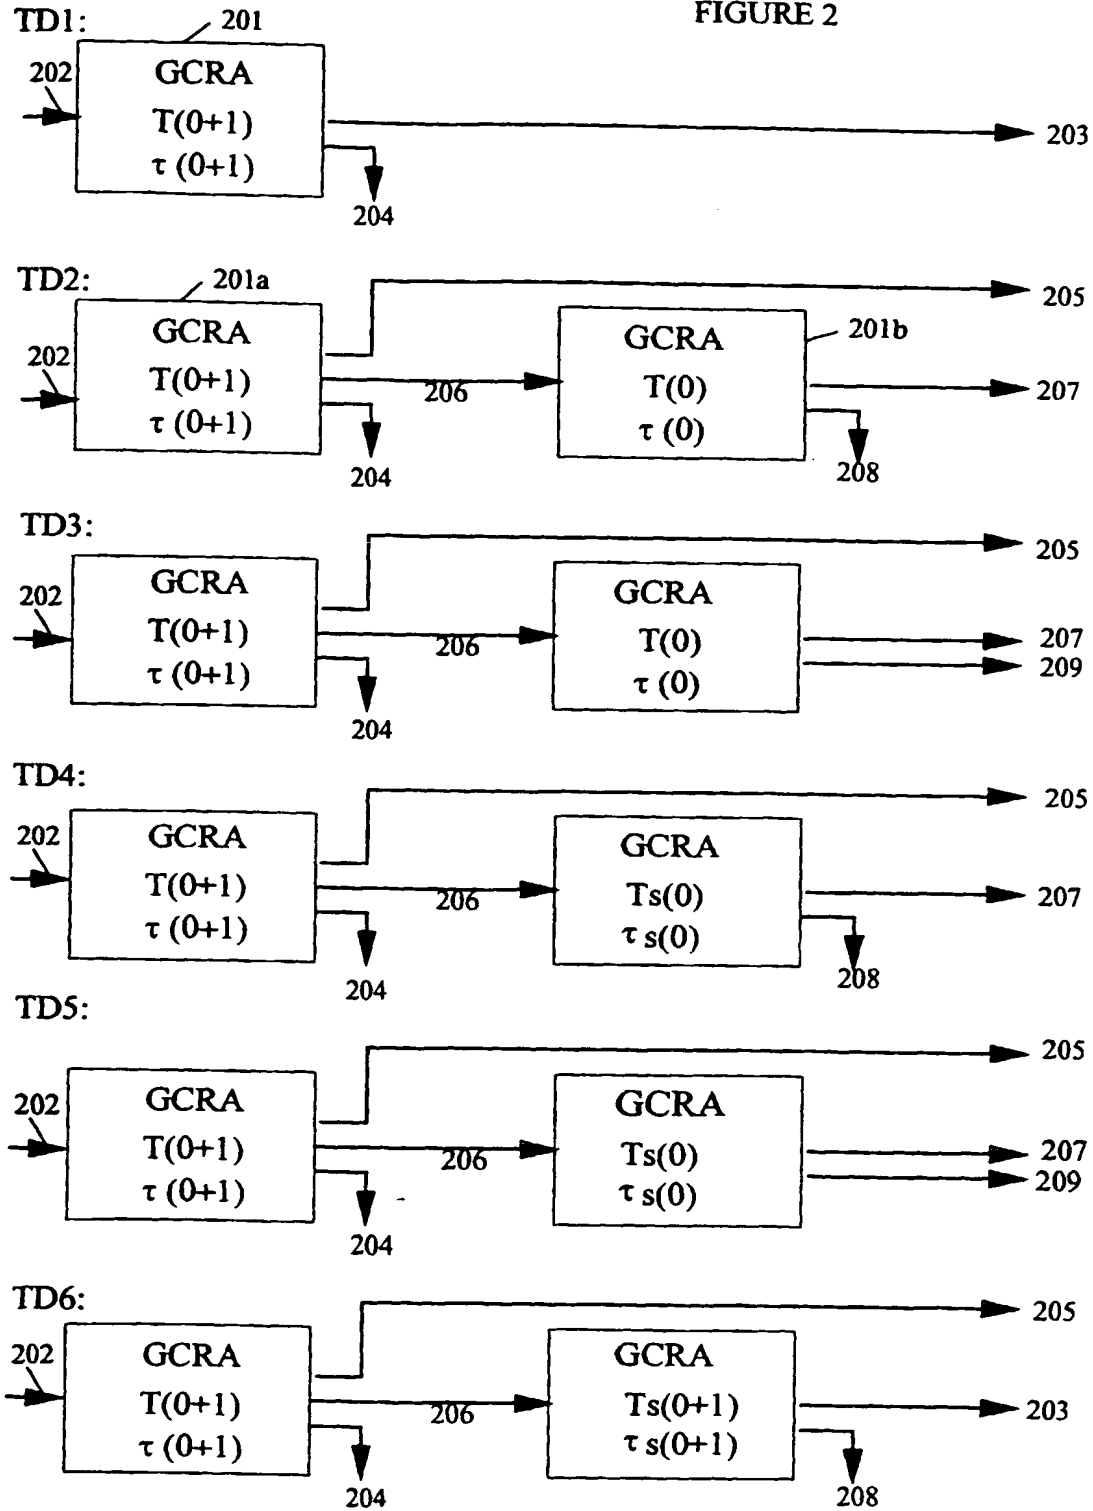 FIGURE 2
TD1:
201
202
GCRA
T(0+1)
τ (0+1)
203
204
TD2:
201a
205
202
GCRA
T(0+1)
τ (0+1)
206
GCRA
T(0)
τ (0)
201b
207
204
208
TD3:
205
202
GCRA
T(0+1)
τ (0+1)
206
GCRA
T(0)
τ (0)
207
209
204
TD4:
205
202
GCRA
T(0+1)
τ (0+1)
206
GCRA
Ts(0)
τ s(0)
207
204
208
TD5:
205
202
GCRA
T(0+1)
τ (0+1)
206
GCRA
Ts(0)
τ s(0)
207
209
204
TD6:
205
202
GCRA
T(0+1)
τ (0+1)
206
GCRA
Ts(0+1)
τ s(0+1)
203
204
208